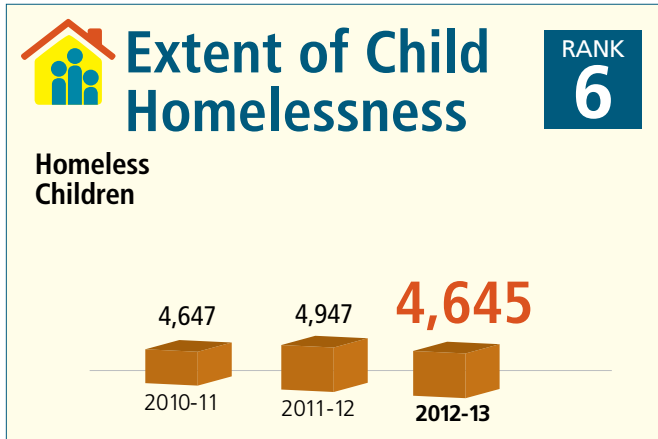 Extent of Child
Homelessness
RANK
6
Homeless
Children
4,647
4,947
4,645
2010-11
2011-12
2012-13